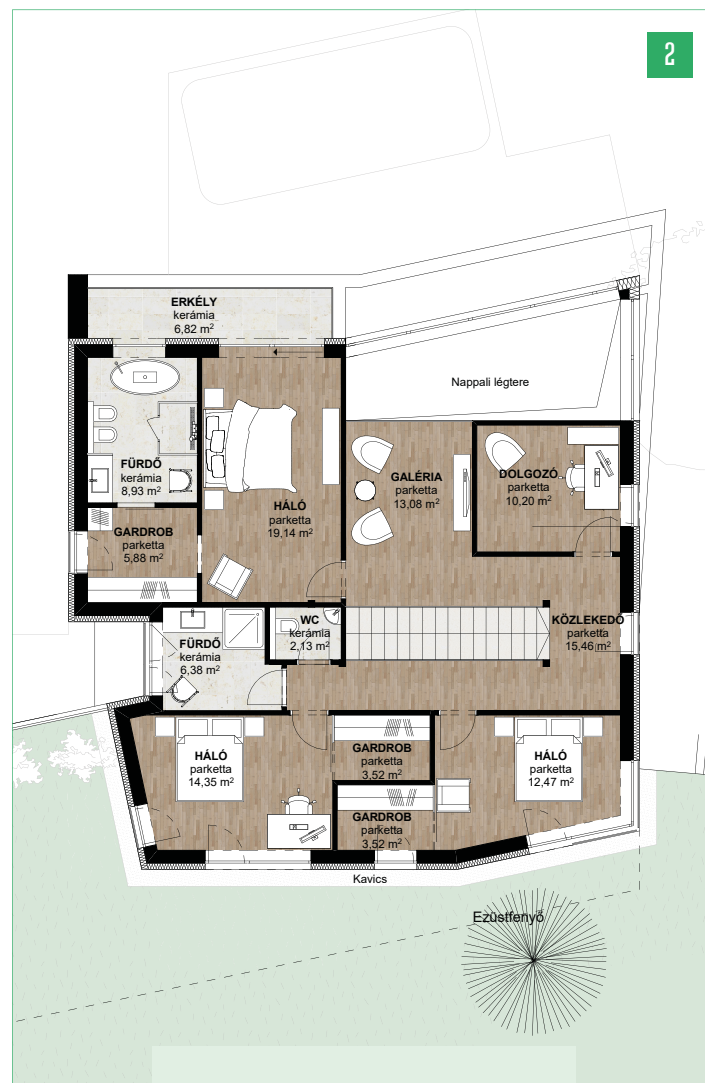 2
ERKÉLY
kerámia
6,82 m²
Nappali légtere
FÜRDŐ
kerámia
8,93 m²
HÁLÓ
parketta
19,14 m²
GALÉRIA
parketta
13,08 m²
DOLGOZÓ
parketta
10,20 m²
GARDROB
parketta
5,88 m²
FÜRDŐ
kerámia
6,38 m²
WC
kerámia
2,13 m²
KÖZLEKEDŐ
parketta
15,46 m²
HÁLÓ
parketta
14,35 m²
GARDROB
parketta
3,52 m²
HÁLÓ
parketta
12,47 m²
GARDROB
parketta
3,52 m²
Kavics
Ezüstfenyő